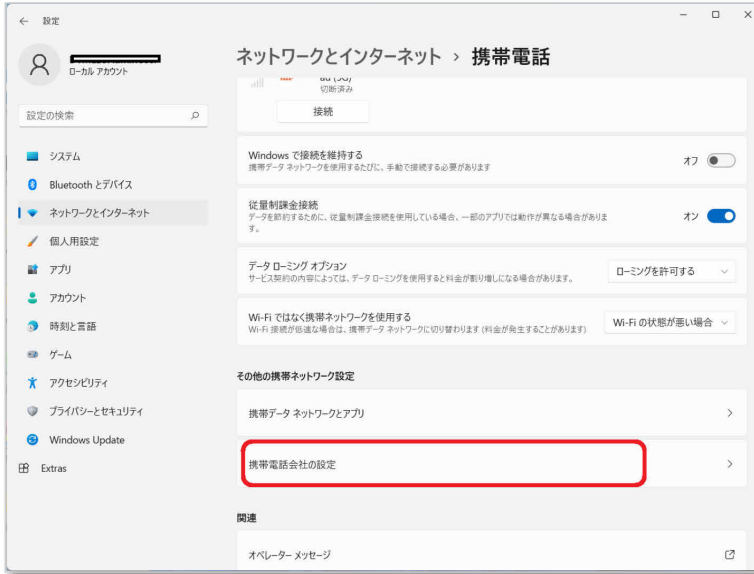 ← 設定
ローカル アカウント
設定の検索
システム
Bluetooth とデバイス
ネットワークとインターネット
個人用設定
アプリ
アカウント
時刻と言語
ゲーム
アクセシビリティ
プライバシーとセキュリティ
Windows Update
Extras
ネットワークとインターネット › 携帯電話
au (5G)
切断済み
接続
Windows で接続を維持する
携帯データ ネットワークを使用するたびに、手動で接続する必要があります
オフ
従量制課金接続
データを節約するために、従量制課金接続を使用している場合、一部のアプリでは動作が異なる場合がありま
す。
オン
データ ローミング オプション
サービス契約の内容によっては、データ ローミングを使用すると料金が割り増しになる場合があります。
ローミングを許可する
Wi-Fi ではなく携帯ネットワークを使用する
Wi-Fi 接続が低速な場合は、携帯データ ネットワークに切り替わります (料金が発生することがあります)
Wi-Fi の状態が悪い場合
その他の携帯ネットワーク設定
携帯データ ネットワークとアプリ
携帯電話会社の設定
関連
オペレーター メッセージ